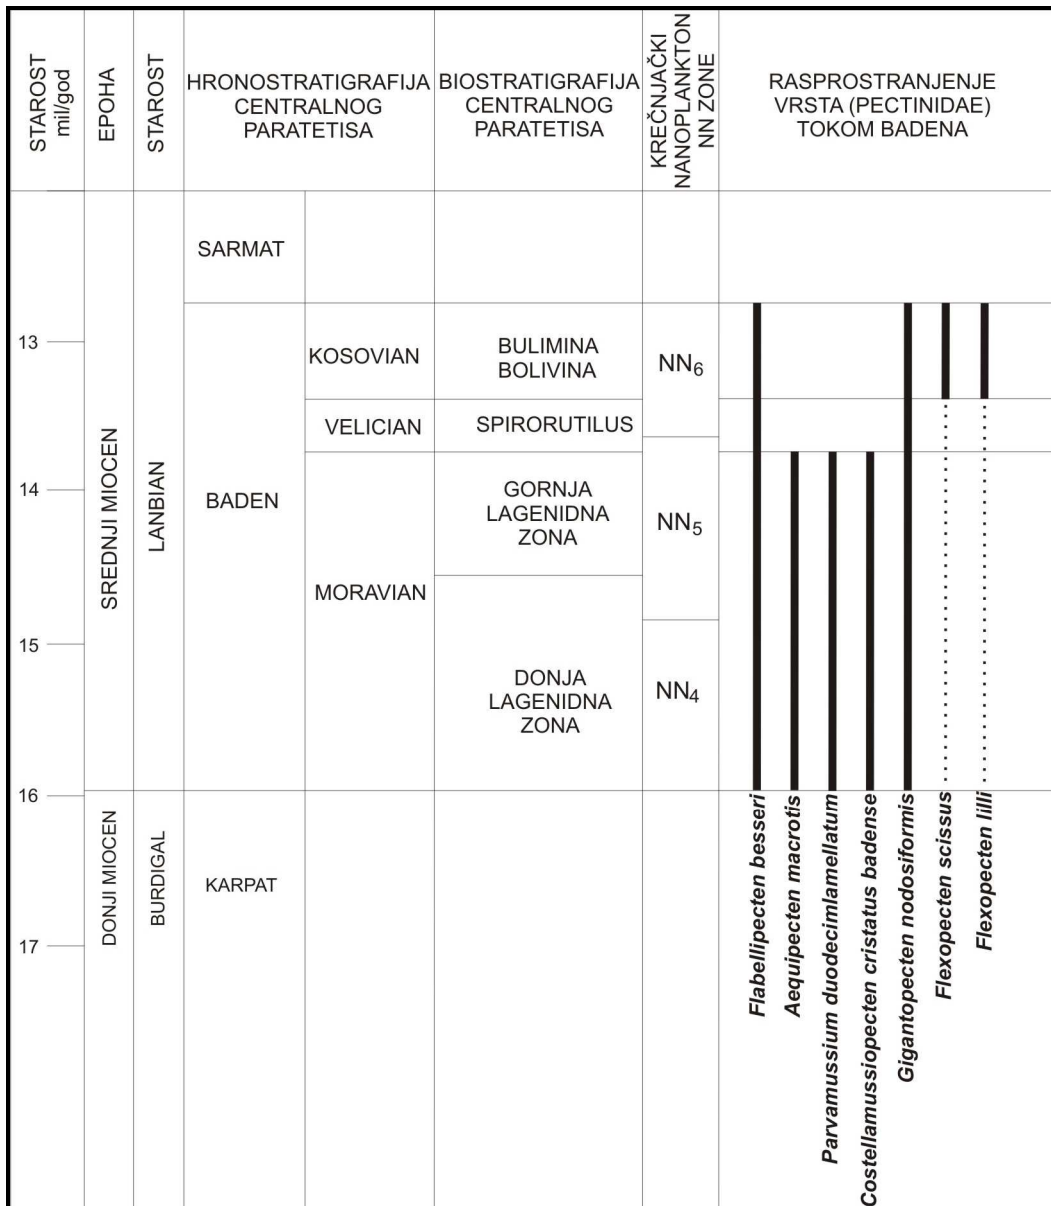 STAROST
mil/god
EPOHA
STAROST
HRONOSTRATIGRAFIJA
CENTRALNOG
PARATETISA
BIOSTRATIGRAFIJA
CENTRALNOG
PARATETISA
KREČNJAČKI
NANOPLANKTON
NN ZONE
RASPROSTRANJENJE
VRSTA (PECTINIDAE)
TOKOM BADENA
SARMAT
13
KOSOVIAN
BULIMINA
BOLIVINA
NN6
VELICIAN
SPIRORUTILUS
14
SREDNJI MIOCEN
LANBIAN
BADEN
GORNJA
LAGENIDNA
ZONA
NN5
MORAVIAN
15
DONJA
LAGENIDNA
ZONA
NN4
16
DONJI MIOCEN
BURDIGAL
KARPAT
17
Flabellipecten besseri
Aequipecten macrotis
Parvamussium duodecimlamellatum
Costellamussiopecten cristatus badense
Gigantopecten nodosiformis
Flexopecten scissus
Flexopecten lilli